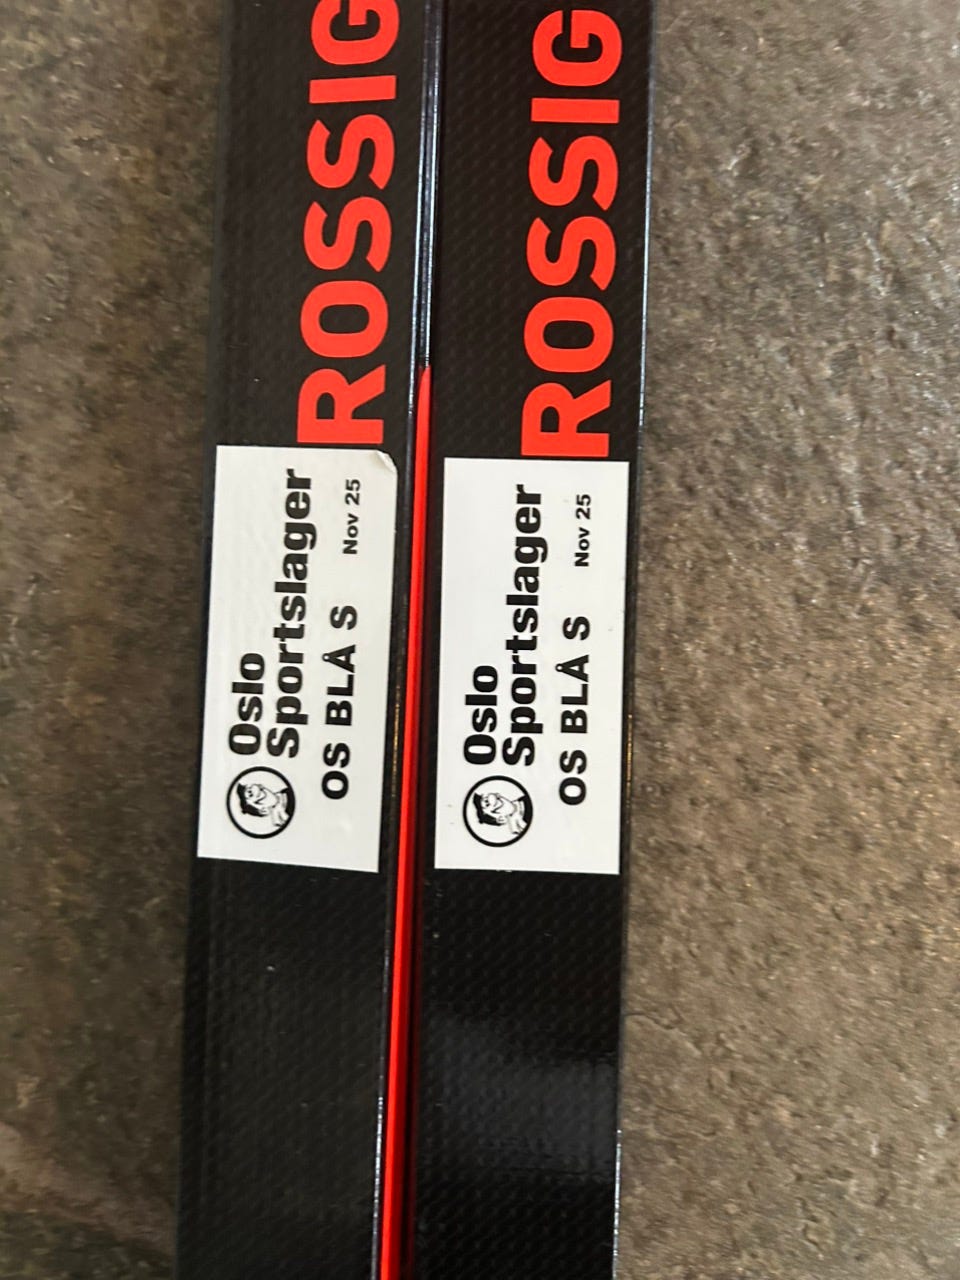 ROSSIG
Oslo
Sportslager
OS BLÅ S Nov 25
ROSSIG
Oslo
Sportslager
OS BLÅ S Nov 25